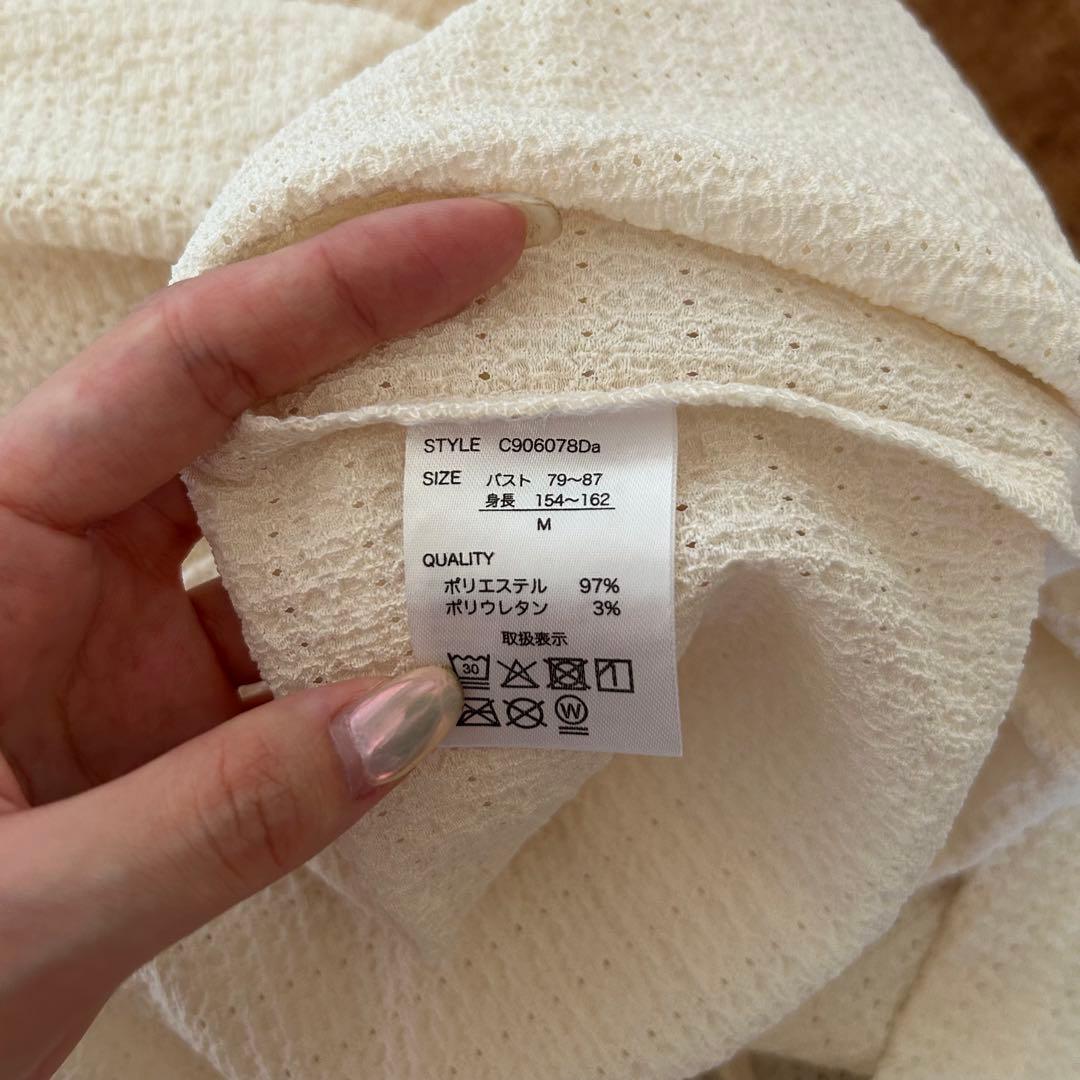 STYLE C906078Da
SIZE バスト 79〜87
身長 154〜162
M
QUALITY
ポリエステル 97%
ポリウレタン 3%
取扱表示
30
W